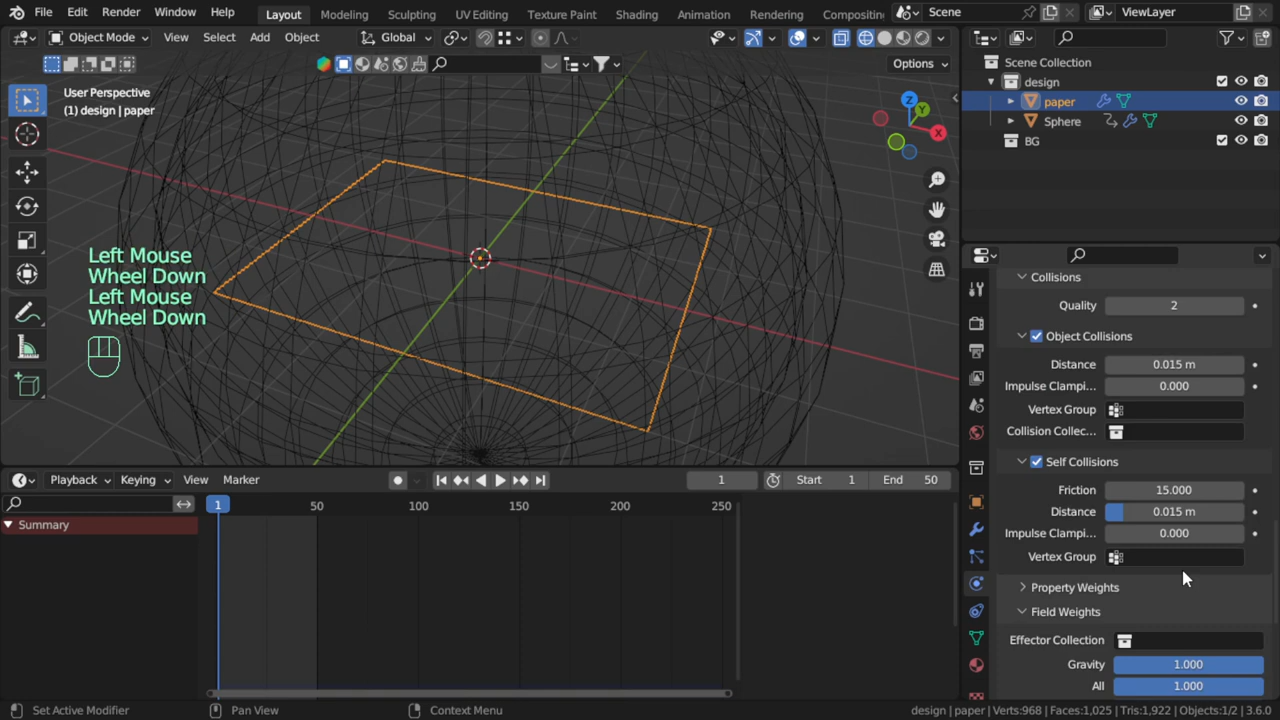 File Edit Render Window Help Layout Modeling Sculpting UV Editing Texture Paint Shading Animation Rendering Compositing Scene ViewLayer
Object Mode View Select Add Object Global
Options
User Perspective
(1) design | paper
Z
Y
X
Scene Collection
design
paper
Sphere
BG
Left Mouse
Wheel Down
Left Mouse
Wheel Down
Collisions
Quality 2
Object Collisions
Distance 0.015 m
Impulse Clampi... 0.000
Vertex Group
Collision Collec...
Self Collisions
Friction 15.000
Distance 0.015 m
Impulse Clampi... 0.000
Vertex Group
Property Weights
Field Weights
Effector Collection
Gravity 1.000
All 1.000
Playback Keying View Marker 1 Start 1 End 50
1 50 100 150 200 250
Summary
Set Active Modifier Pan View Context Menu design | paper | Verts:968 | Faces:1,025 | Tris:1,922 | Objects:1/2 | 3.6.0